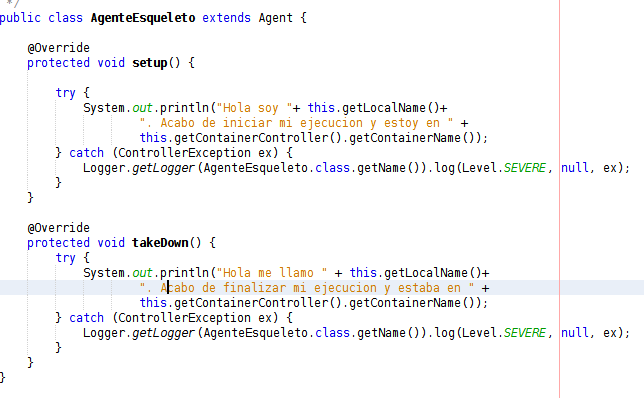 */
public class AgenteEsqueleto extends Agent {
@Override
protected void setup() {
try {
System.out.println("Hola soy "+ this.getLocalName()+
". Acabo de iniciar mi ejecucion y estoy en " +
this.getContainerController().getContainerName());
} catch (ControllerException ex) {
Logger.getLogger(AgenteEsqueleto.class.getName()).log(Level.SEVERE, null, ex);
}
}
@Override
protected void takeDown() {
try {
System.out.println("Hola me llamo " + this.getLocalName()+
". Acabo de finalizar mi ejecucion y estaba en " +
this.getContainerController().getContainerName());
} catch (ControllerException ex) {
Logger.getLogger(AgenteEsqueleto.class.getName()).log(Level.SEVERE, null, ex);
}
}
}